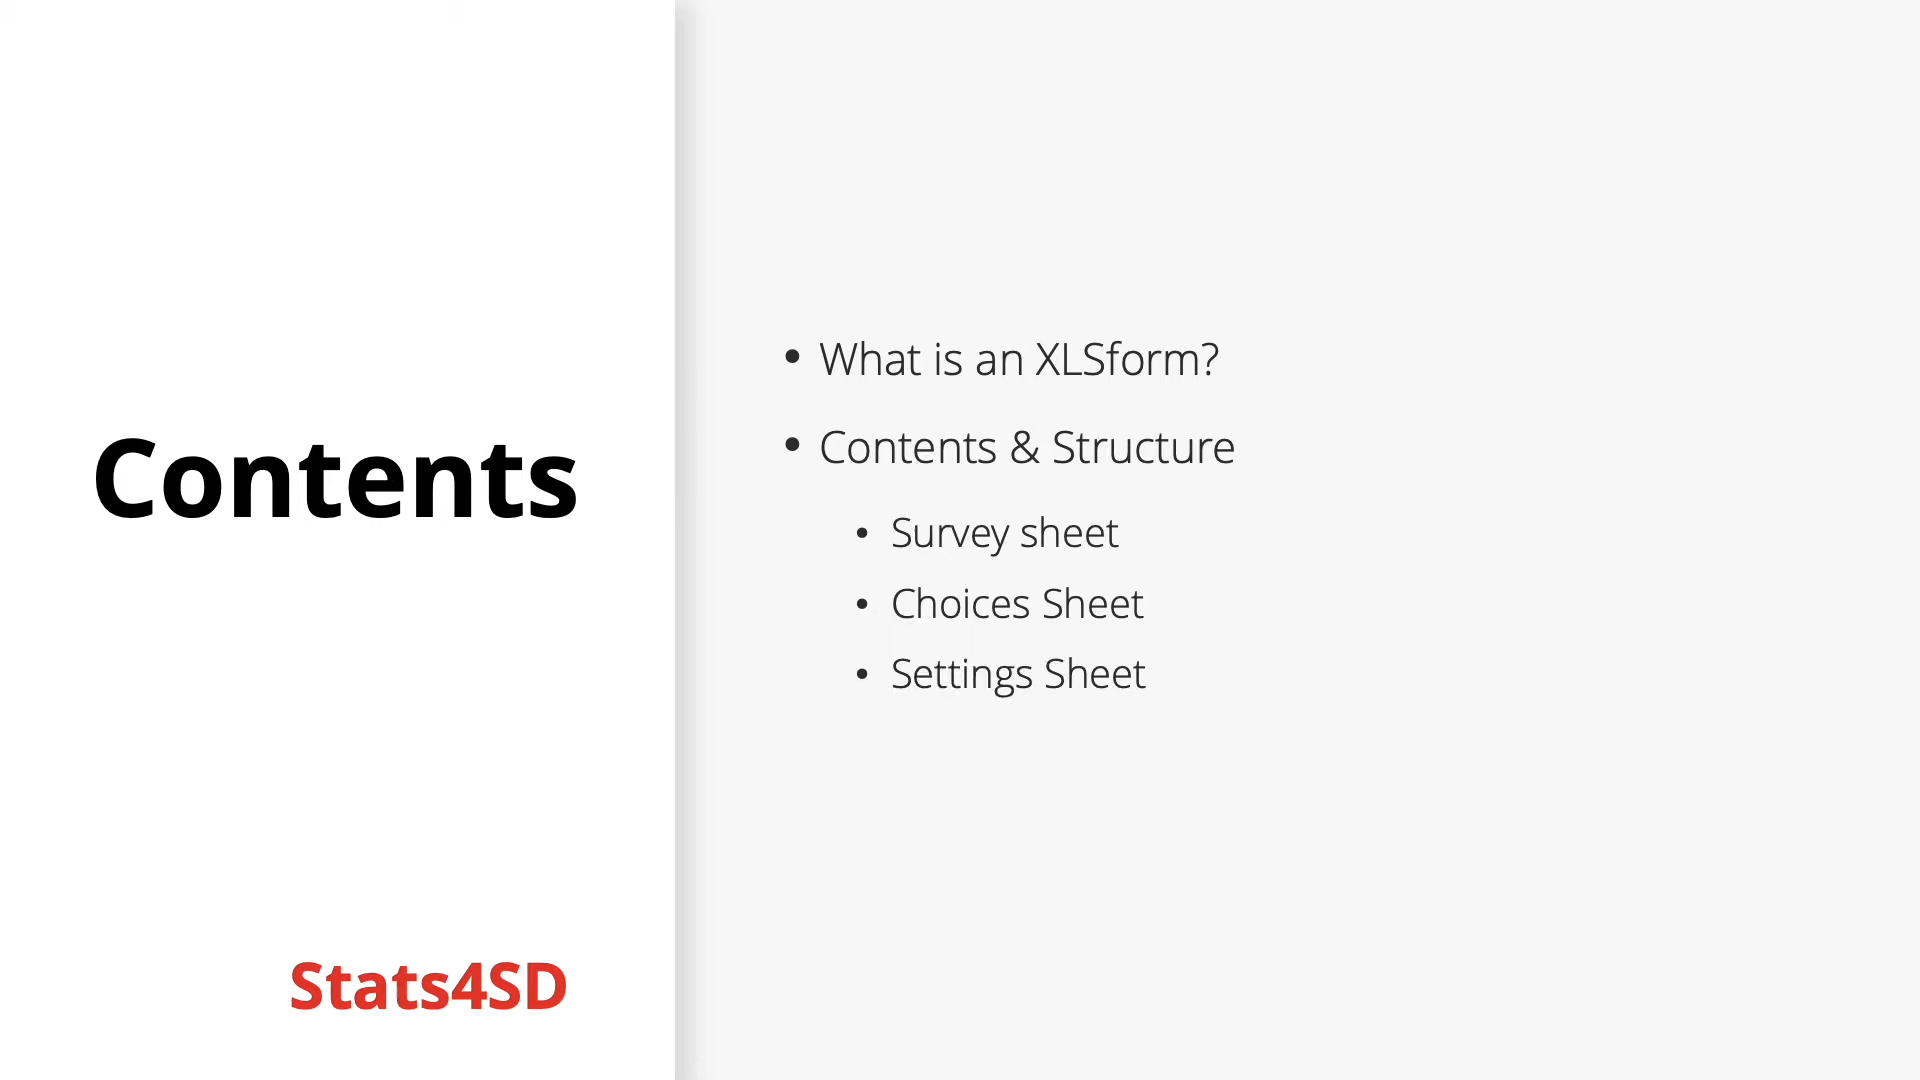 Contents
Stats4SD
• What is an XLSform?
• Contents & Structure
• Survey sheet
• Choices Sheet
• Settings Sheet